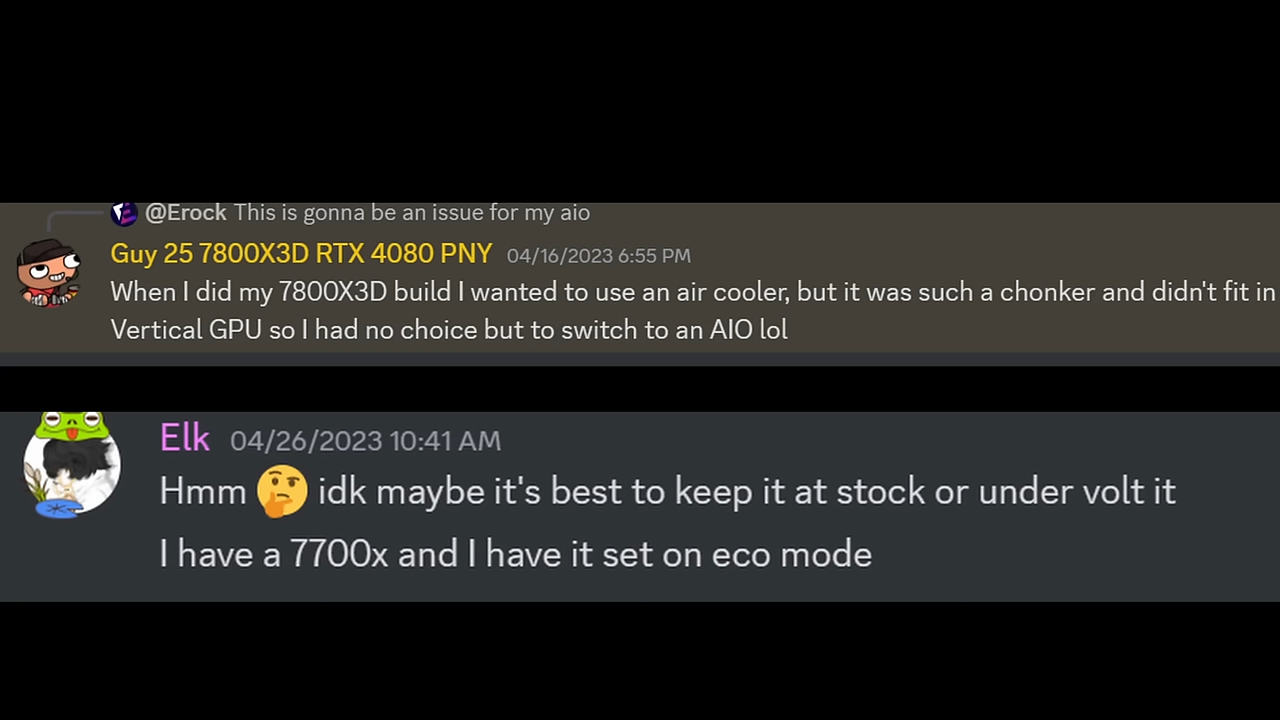 @Erock This is gonna be an issue for my aio
Guy 25 7800X3D RTX 4080 PNY 04/16/2023 6:55 PM
When I did my 7800X3D build I wanted to use an air cooler, but it was such a chonker and didn't fit in
Vertical GPU so I had no choice but to switch to an AIO lol
Elk 04/26/2023 10:41 AM
Hmm 🤔 idk maybe it's best to keep it at stock or under volt it
I have a 7700x and I have it set on eco mode